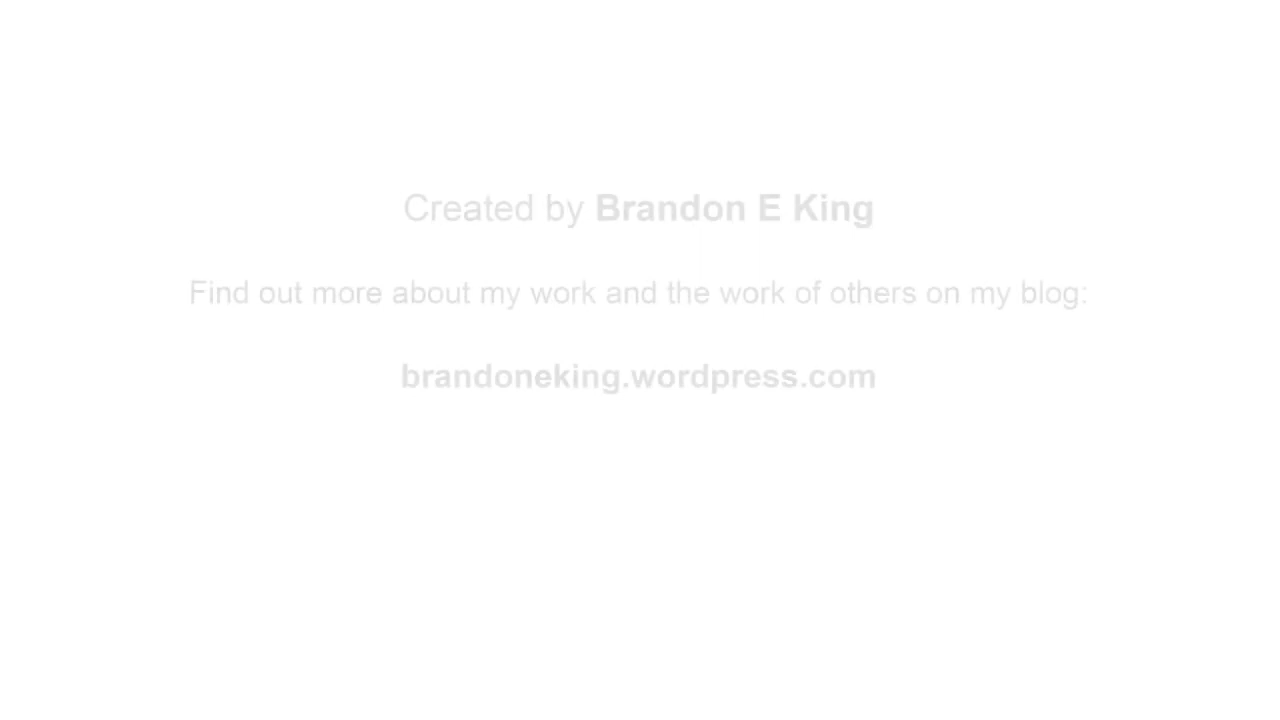 Created by Brandon E King
Find out more about my work and the work of others on my blog:
brandoneking.wordpress.com